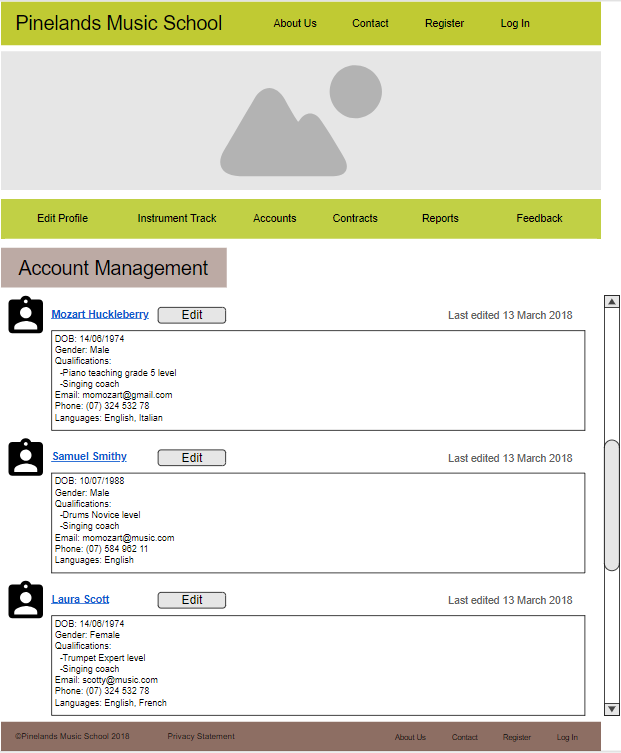 Pinelands Music School About Us Contact Register Log In
Edit Profile Instrument Track Accounts Contracts Reports Feedback
Account Management
Mozart Huckleberry Edit Last edited 13 March 2018
DOB: 14/06/1974
Gender: Male
Qualifications:
-Piano teaching grade 5 level
-Singing coach
Email: momozart@gmail.com
Phone: (07) 324 532 78
Languages: English, Italian
Samuel Smithy Edit Last edited 13 March 2018
DOB: 10/07/1988
Gender: Male
Qualifications:
-Drums Novice level
-Singing coach
Email: momozart@music.com
Phone: (07) 584 962 11
Languages: English
Laura Scott Edit Last edited 13 March 2018
DOB: 14/06/1974
Gender: Female
Qualifications:
-Trumpet Expert level
-Singing coach
Email: scotty@music.com
Phone: (07) 324 532 78
Languages: English, French
©Pinelands Music School 2018 Privacy Statement About Us Contact Register Log In